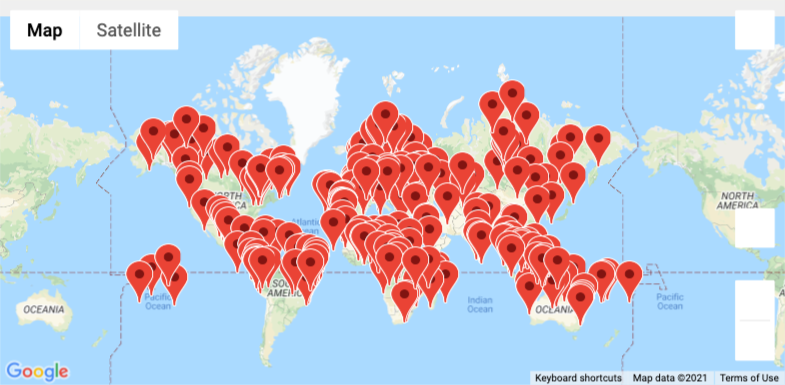 Map
Satellite
NORTH
AMERICA
Atlantic
Ocean
Pacific
Ocean
OCEANIA
SOUTH
AMERICA
Indian
Ocean
OCEANIA
Pacific
Ocean
NORTH
AMERICA
Google
Keyboard shortcuts
Map data ©2021
Terms of Use